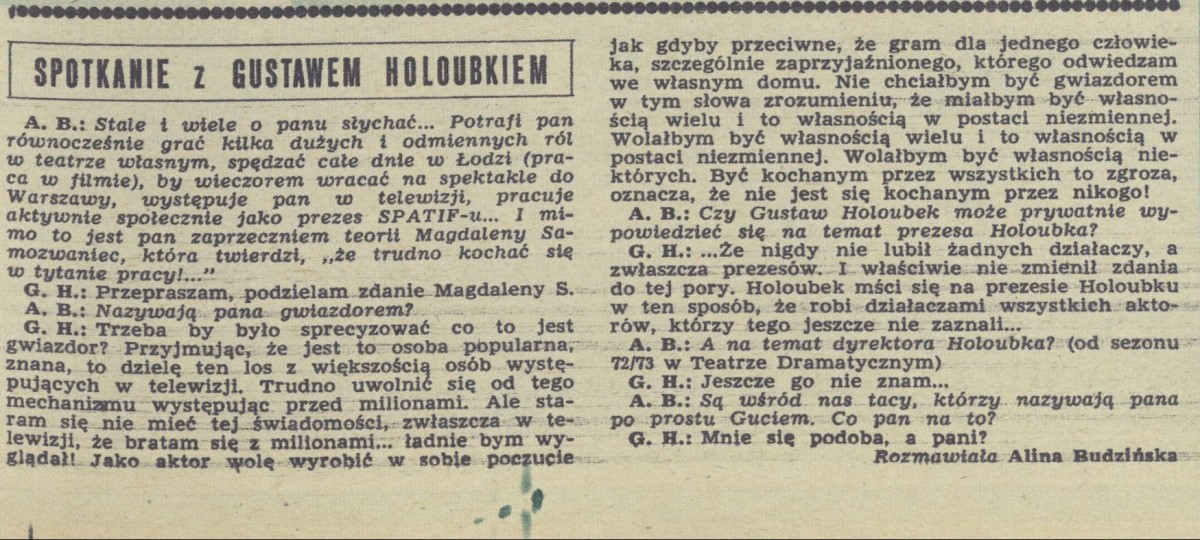 SPOTKANIE z GUSTAWEM HOLOUBKIEM
A. B.: Stale i wiele o panu słychać... Potrafi pan
równocześnie grać kilka dużych i odmiennych ról
w teatrze własnym, spędzać całe dnie w Łodzi (pra-
ca w filmie), by wieczorem wracać na spektakle do
Warszawy, występuje pan w telewizji, pracuje
aktywnie społecznie jako prezes SPATIF-u... I mi-
mo to jest pan zaprzeczniem teorii Magdaleny Sa-
mozwaniec, która twierdzi, „że trudno kochać się
w tytanie pracy!..."
G. H.: Przepraszam, podzielam zdanie Magdaleny S.
A. B.: Nazywają pana gwiazdorem?
G. H.: Trzeba by było sprecyzować co to jest
gwiazdor? Przyjmując, że jest to osoba popularna,
znana, to dzielę ten los z większością osób wystę-
pujących w telewizji. Trudno uwolnić się od tego
mechanizmu występując przed milionami. Ale sta-
ram się nie mieć tej świadomości, zwłaszcza w te-
lewizji, że bratam się z milionami... ładnie bym wy-
glądał! Jako aktor wolę wyrobić w sobie poczucie
jak gdyby przeciwne, że gram dla jednego człowie-
ka, szczególnie zaprzyjaźnionego, którego odwiedzam
we własnym domu. Nie chciałbym być gwiazdorem
w tym słowa zrozumieniu, że miałbym być własno-
ścią wielu i to własnością w postaci niezmiennej.
Wolałbym być własnością wielu i to własnością w
postaci niezmiennej. Wolałbym być własnością nie-
których. Być kochanym przez wszystkich to zgroza,
oznacza, że nie jest się kochanym przez nikogo!
A. B.: Czy Gustaw Holoubek może prywatnie wy-
powiedzieć się na temat prezesa Holoubka?
G. H.: ...Że nigdy nie lubił żadnych działaczy, a
zwłaszcza prezesów. I właściwie nie zmienił zdania
do tej pory. Holoubek mści się na prezesie Holoubku
w ten sposób, że robi działaczami wszystkich akto-
rów, którzy tego jeszcze nie zaznali...
A. B.: A na temat dyrektora Holoubka? (od sezonu
72/73 w Teatrze Dramatycznym)
G. H.: Jeszcze go nie znam...
A. B.: Są wśród nas tacy, którzy nazywają pana
po prostu Guciem. Co pan na to?
G. H.: Mnie się podoba, a pani?
Rozmawiała Alina Budzińska